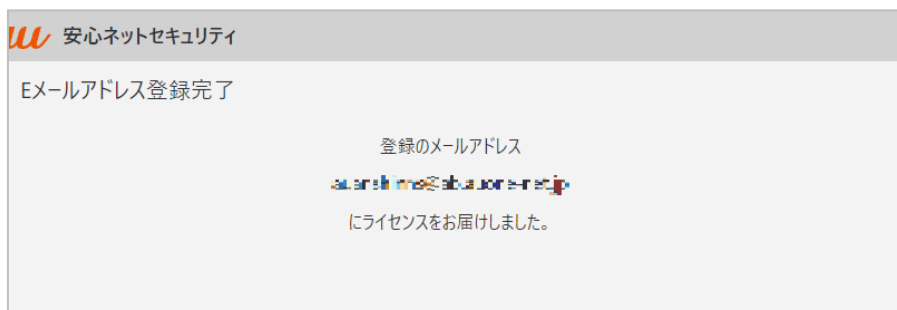 au 安心ネットセキュリティ
Eメールアドレス登録完了
登録のメールアドレス
にライセンスをお届けしました。